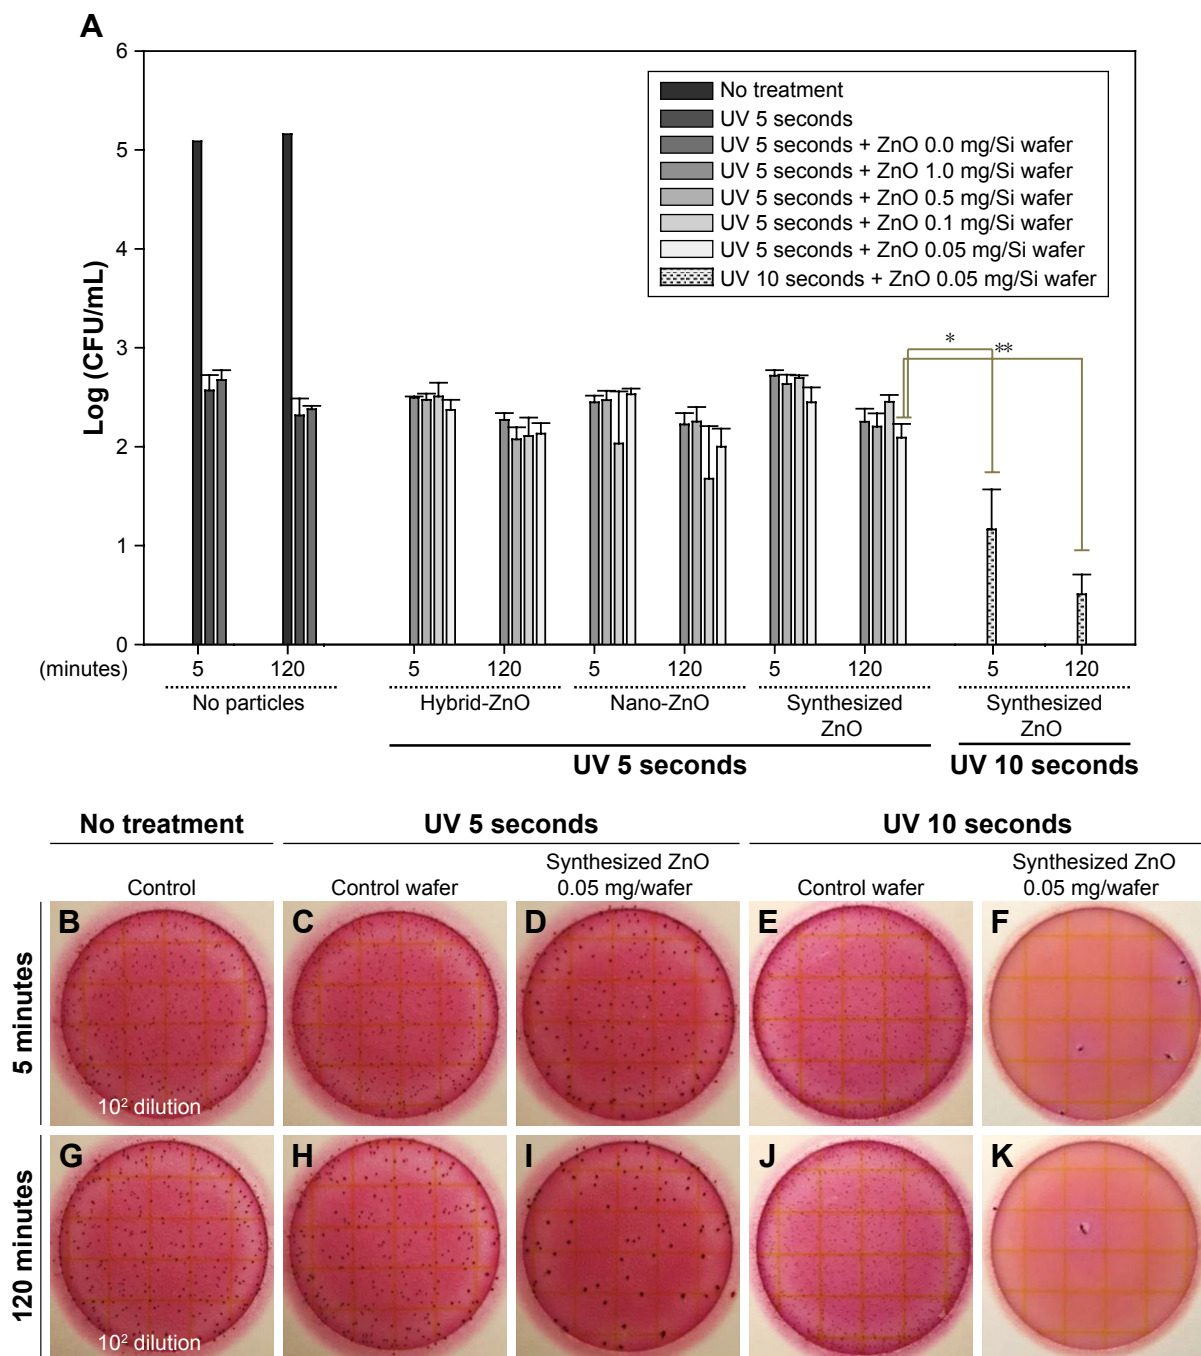 A
6
5
4
3
2
1
0
Log (CFU/mL)
No treatment
UV 5 seconds
UV 5 seconds + ZnO 0.0 mg/Si wafer
UV 5 seconds + ZnO 1.0 mg/Si wafer
UV 5 seconds + ZnO 0.5 mg/Si wafer
UV 5 seconds + ZnO 0.1 mg/Si wafer
UV 5 seconds + ZnO 0.05 mg/Si wafer
UV 10 seconds + ZnO 0.05 mg/Si wafer
*
**
(minutes) 5 120 5 120 5 120 5 120 5 120
No particles Hybrid-ZnO Nano-ZnO Synthesized ZnO Synthesized ZnO
UV 5 seconds UV 10 seconds
No treatment UV 5 seconds UV 10 seconds
Control Control wafer Synthesized ZnO 0.05 mg/wafer Control wafer Synthesized ZnO 0.05 mg/wafer
5 minutes
B C D E F
10² dilution
120 minutes
G H I J K
10² dilution